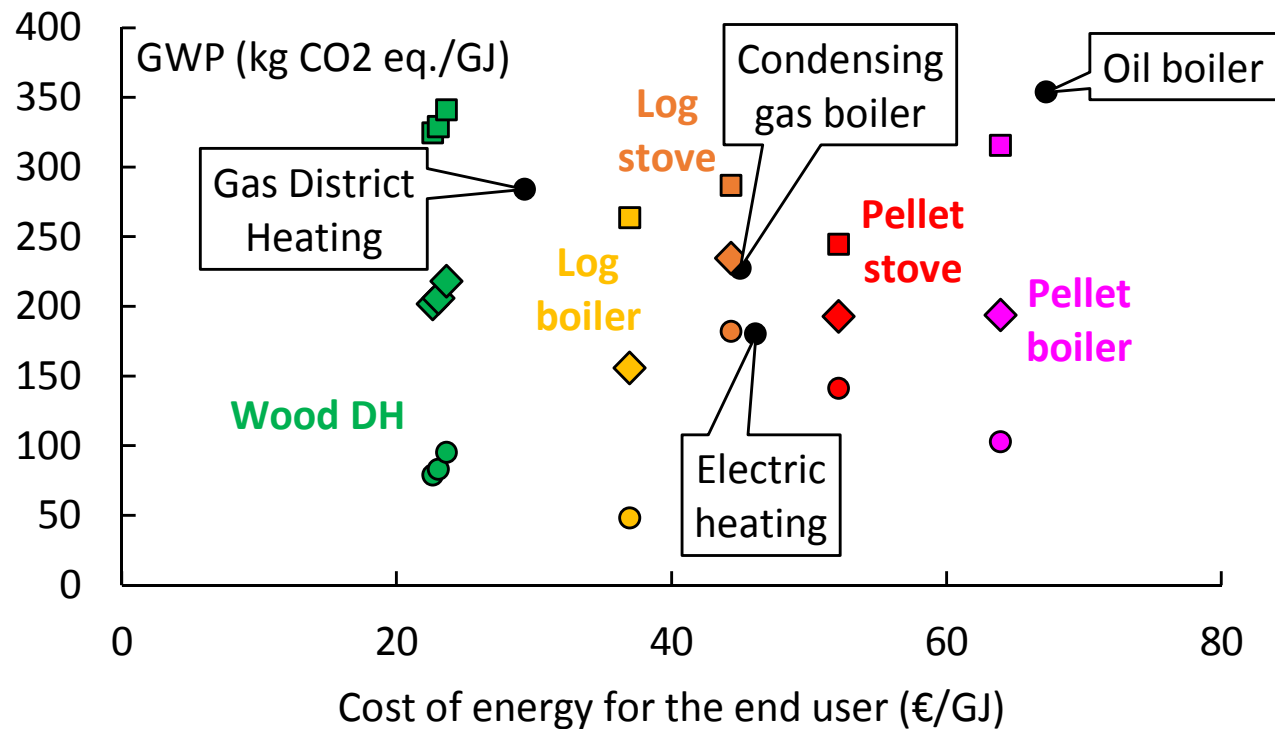 400
350
300
250
200
150
100
50
0
GWP (kg CO2 eq./GJ)
Condensing
gas boiler
Oil boiler
Log
stove
Gas District
Heating
Pellet
stove
Log
boiler
Pellet
boiler
Wood DH
Electric
heating
0
20
40
60
80
Cost of energy for the end user (€/GJ)